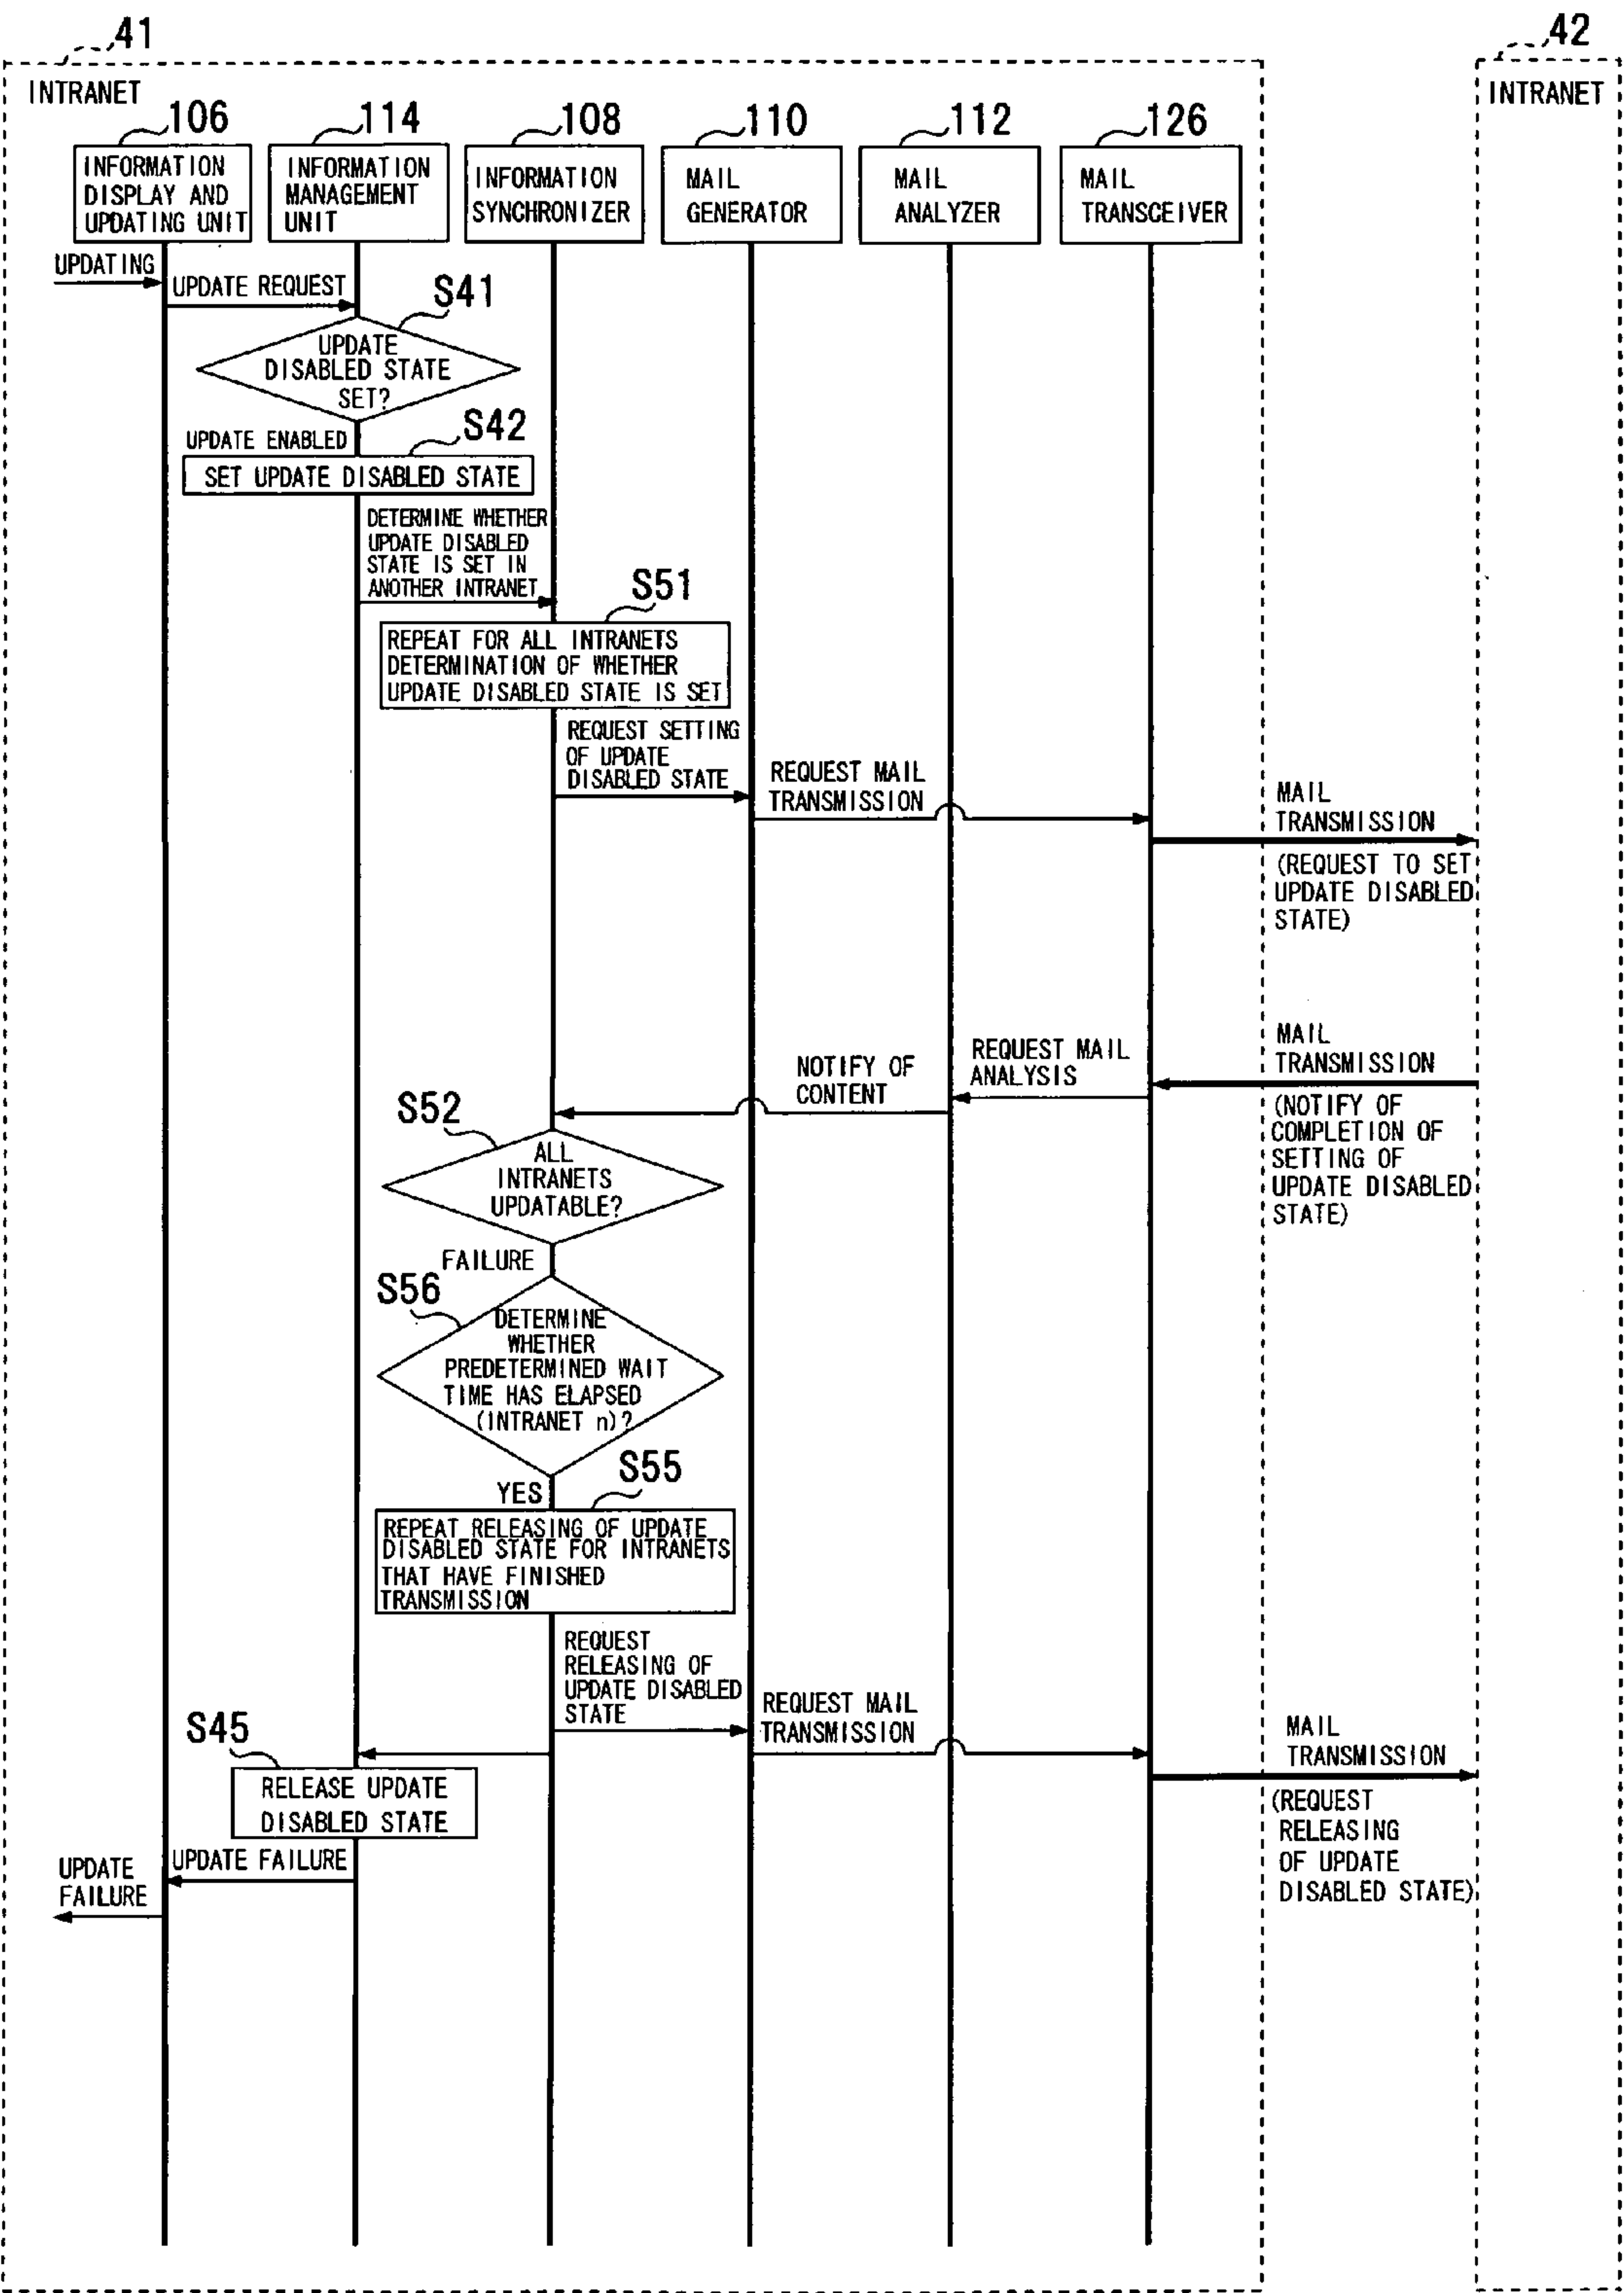 41
42
INTRANET
INTRANET
106
114
108
110
112
126
INFORMATION
DISPLAY AND
UPDATING UNIT
INFORMATION
MANAGEMENT
UNIT
INFORMATION
SYNCHRONIZER
MAIL
GENERATOR
MAIL
ANALYZER
MAIL
TRANSCEIVER
UPDATING
UPDATE REQUEST
S41
UPDATE
DISABLED STATE
SET?
UPDATE ENABLED
S42
SET UPDATE DISABLED STATE
DETERMINE WHETHER
UPDATE DISABLED
STATE IS SET IN
ANOTHER INTRANET
S51
REPEAT FOR ALL INTRANETS
DETERMINATION OF WHETHER
UPDATE DISABLED STATE IS SET
REQUEST SETTING
OF UPDATE
DISABLED STATE
REQUEST MAIL
TRANSMISSION
MAIL
TRANSMISSION
(REQUEST TO SET
UPDATE DISABLED
STATE)
MAIL
TRANSMISSION
(NOTIFY OF
COMPLETION OF
SETTING OF
UPDATE DISABLED
STATE)
REQUEST MAIL
ANALYSIS
NOTIFY OF
CONTENT
S52
ALL
INTRANETS
UPDATABLE?
FAILURE
S56
DETERMINE
WHETHER
PREDETERMINED WAIT
TIME HAS ELAPSED
(INTRANET n)?
YES
S55
REPEAT RELEASING OF UPDATE
DISABLED STATE FOR INTRANETS
THAT HAVE FINISHED
TRANSMISSION
REQUEST
RELEASING OF
UPDATE DISABLED
STATE
REQUEST MAIL
TRANSMISSION
MAIL
TRANSMISSION
(REQUEST
RELEASING
OF UPDATE
DISABLED STATE)
S45
RELEASE UPDATE
DISABLED STATE
UPDATE FAILURE
UPDATE
FAILURE